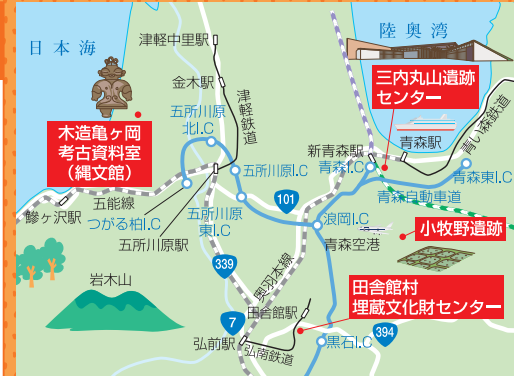 日本海
陸奥湾
津軽中里駅
金木駅
津軽鉄道
五所川原
北I.C
三内丸山遺跡
センター
木造亀ヶ岡
考古資料室
（縄文館）
新青森駅
青森I.C
青森駅
青い森鉄道
青森東I.C
青森自動車道
五所川原I.C
五能線
つがる柏I.C
鰺ヶ沢駅
五所川原
東I.C
五所川原駅
101
浪岡I.C
青森空港
小牧野遺跡
岩木山
339
奥羽本線
田舎館村
埋蔵文化財センター
田舎館駅
7
弘前駅
弘南鉄道
黒石I.C
394